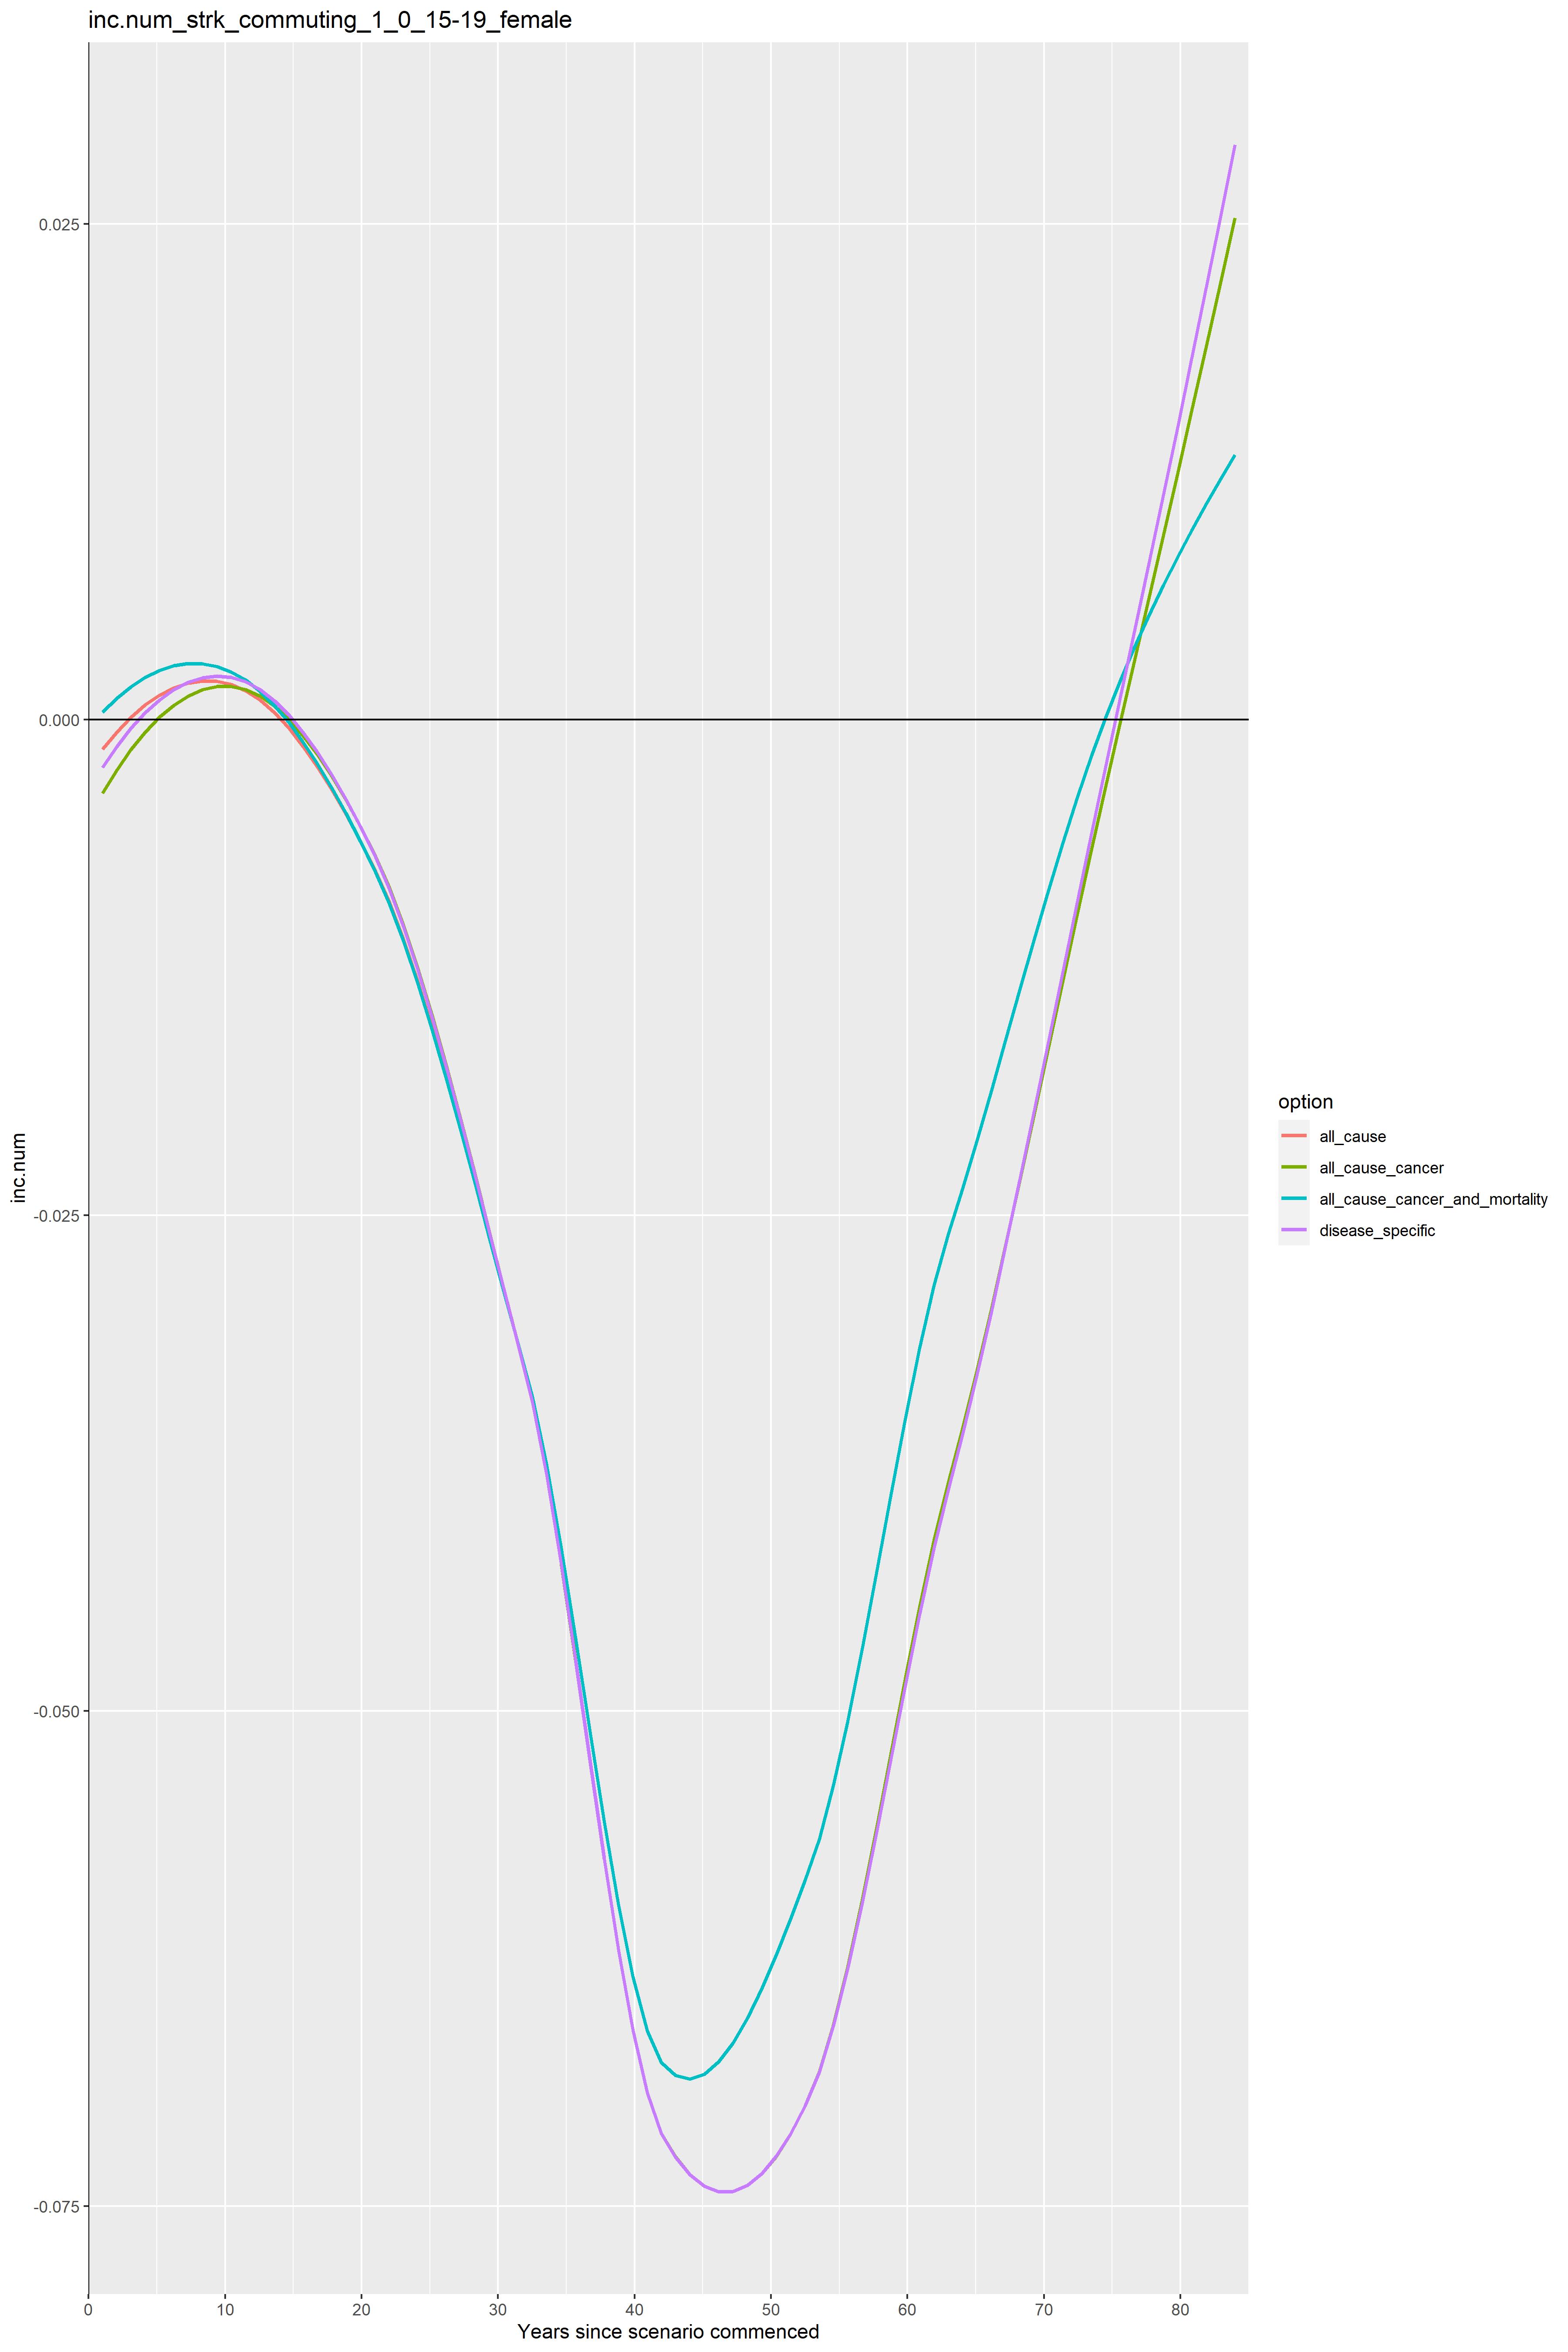 inc.num_strk_commuting_1_0_15-19_female
inc.num
0.025
0.000
-0.025
-0.050
-0.075
0 10 20 30 40 50 60 70 80
Years since scenario commenced
option
all_cause
all_cause_cancer
all_cause_cancer_and_mortality
disease_specific